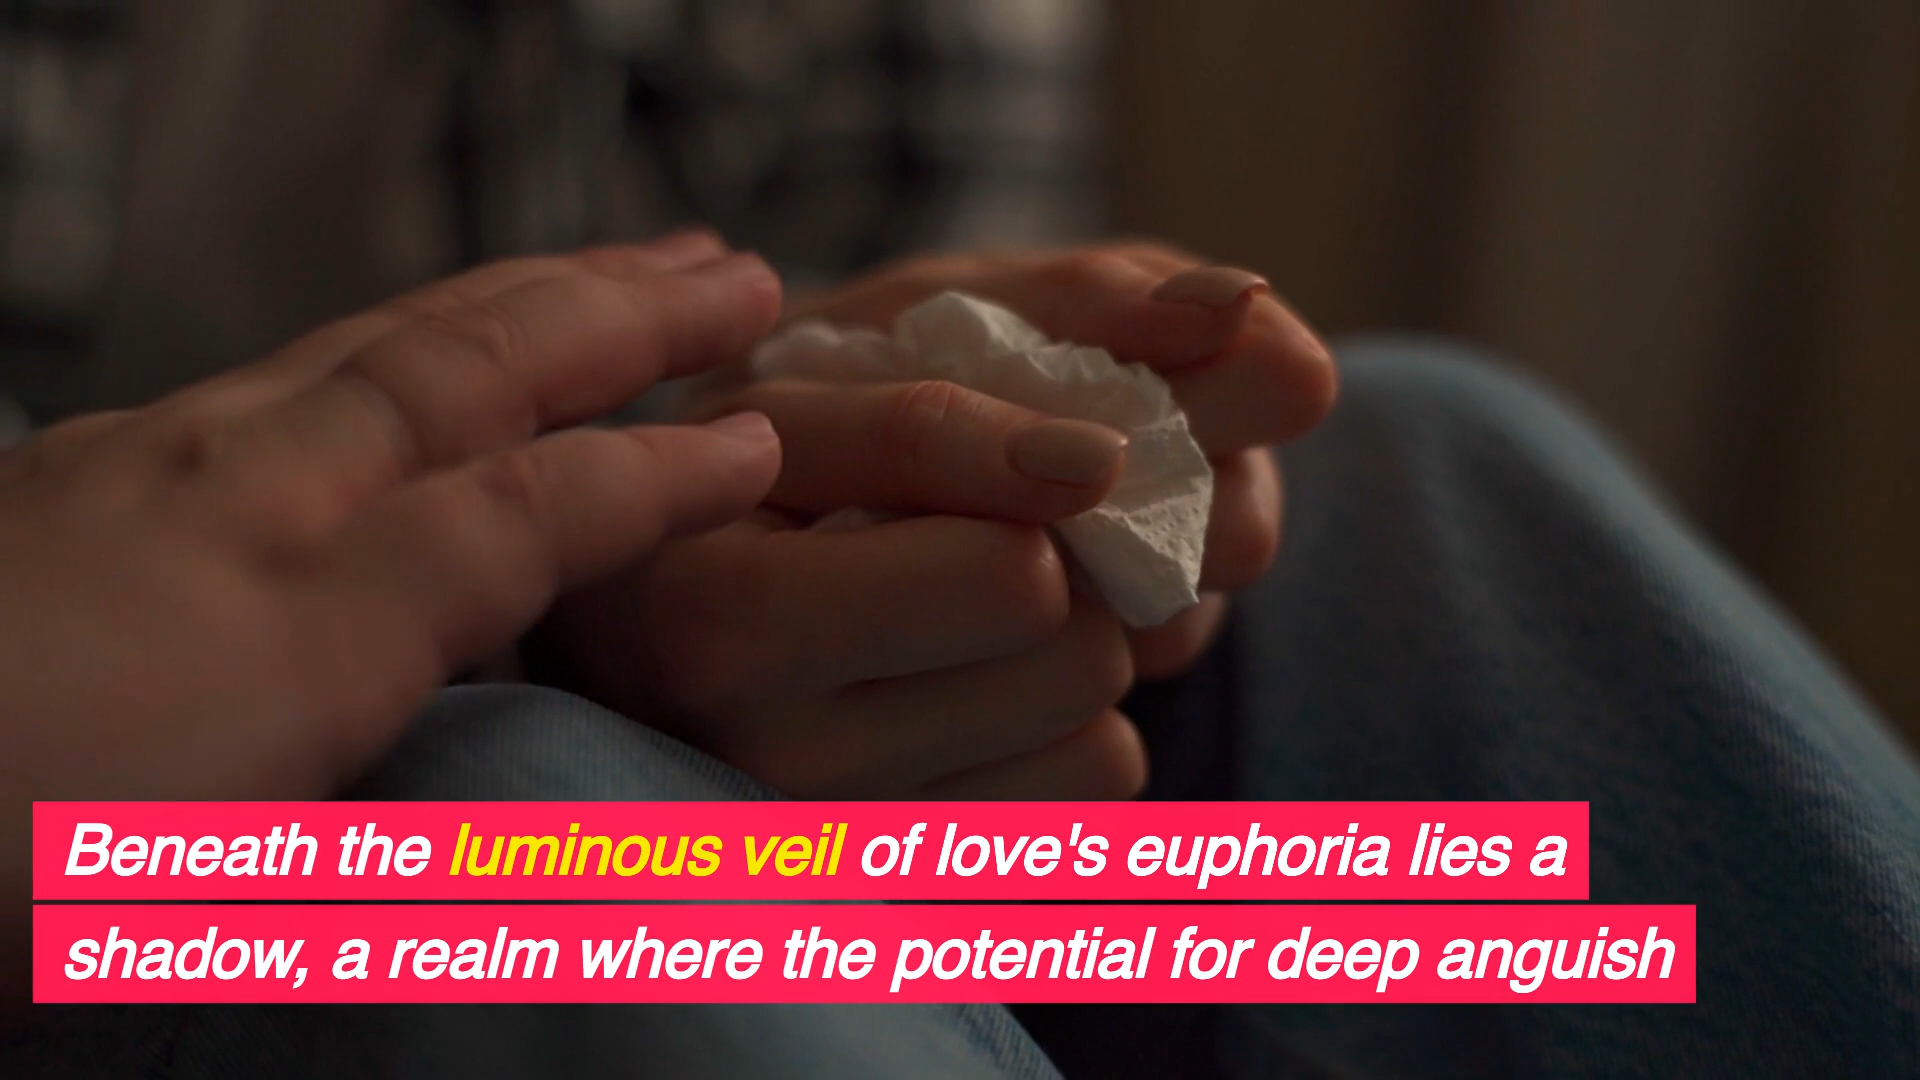 Beneath the luminous veil of love's euphoria lies a
shadow, a realm where the potential for deep anguish